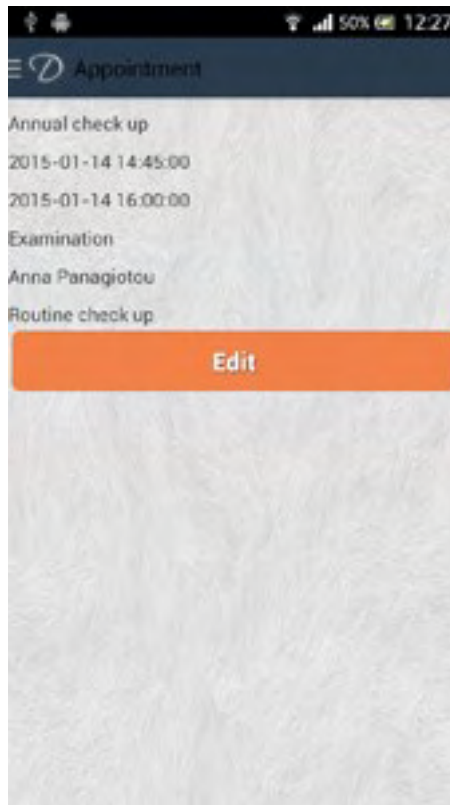 50% 12:27
Appointment
Annual check up
2015-01-14 14:45:00
2015-01-14 16:00:00
Examination
Anna Panagiotou
Routine check up
Edit